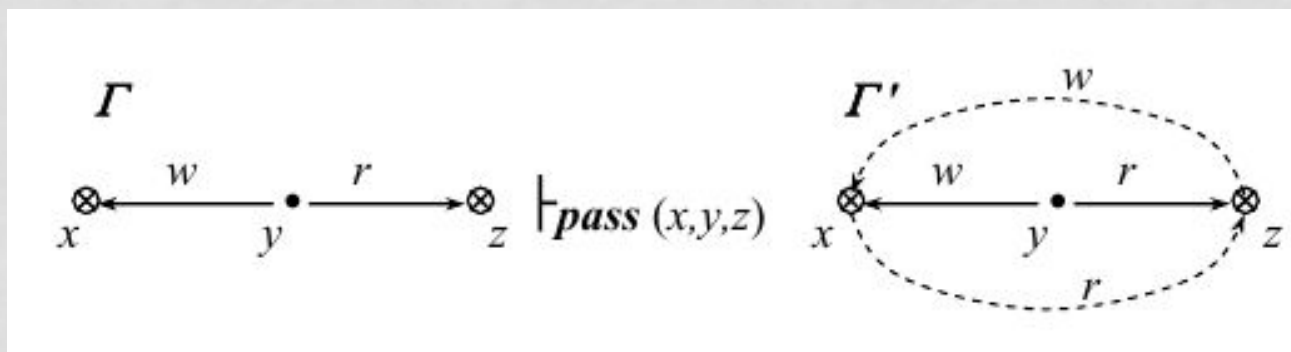 Γ
w r
x y z
⊢pass (x,y,z)
Γ'
w
w r
x y z
r